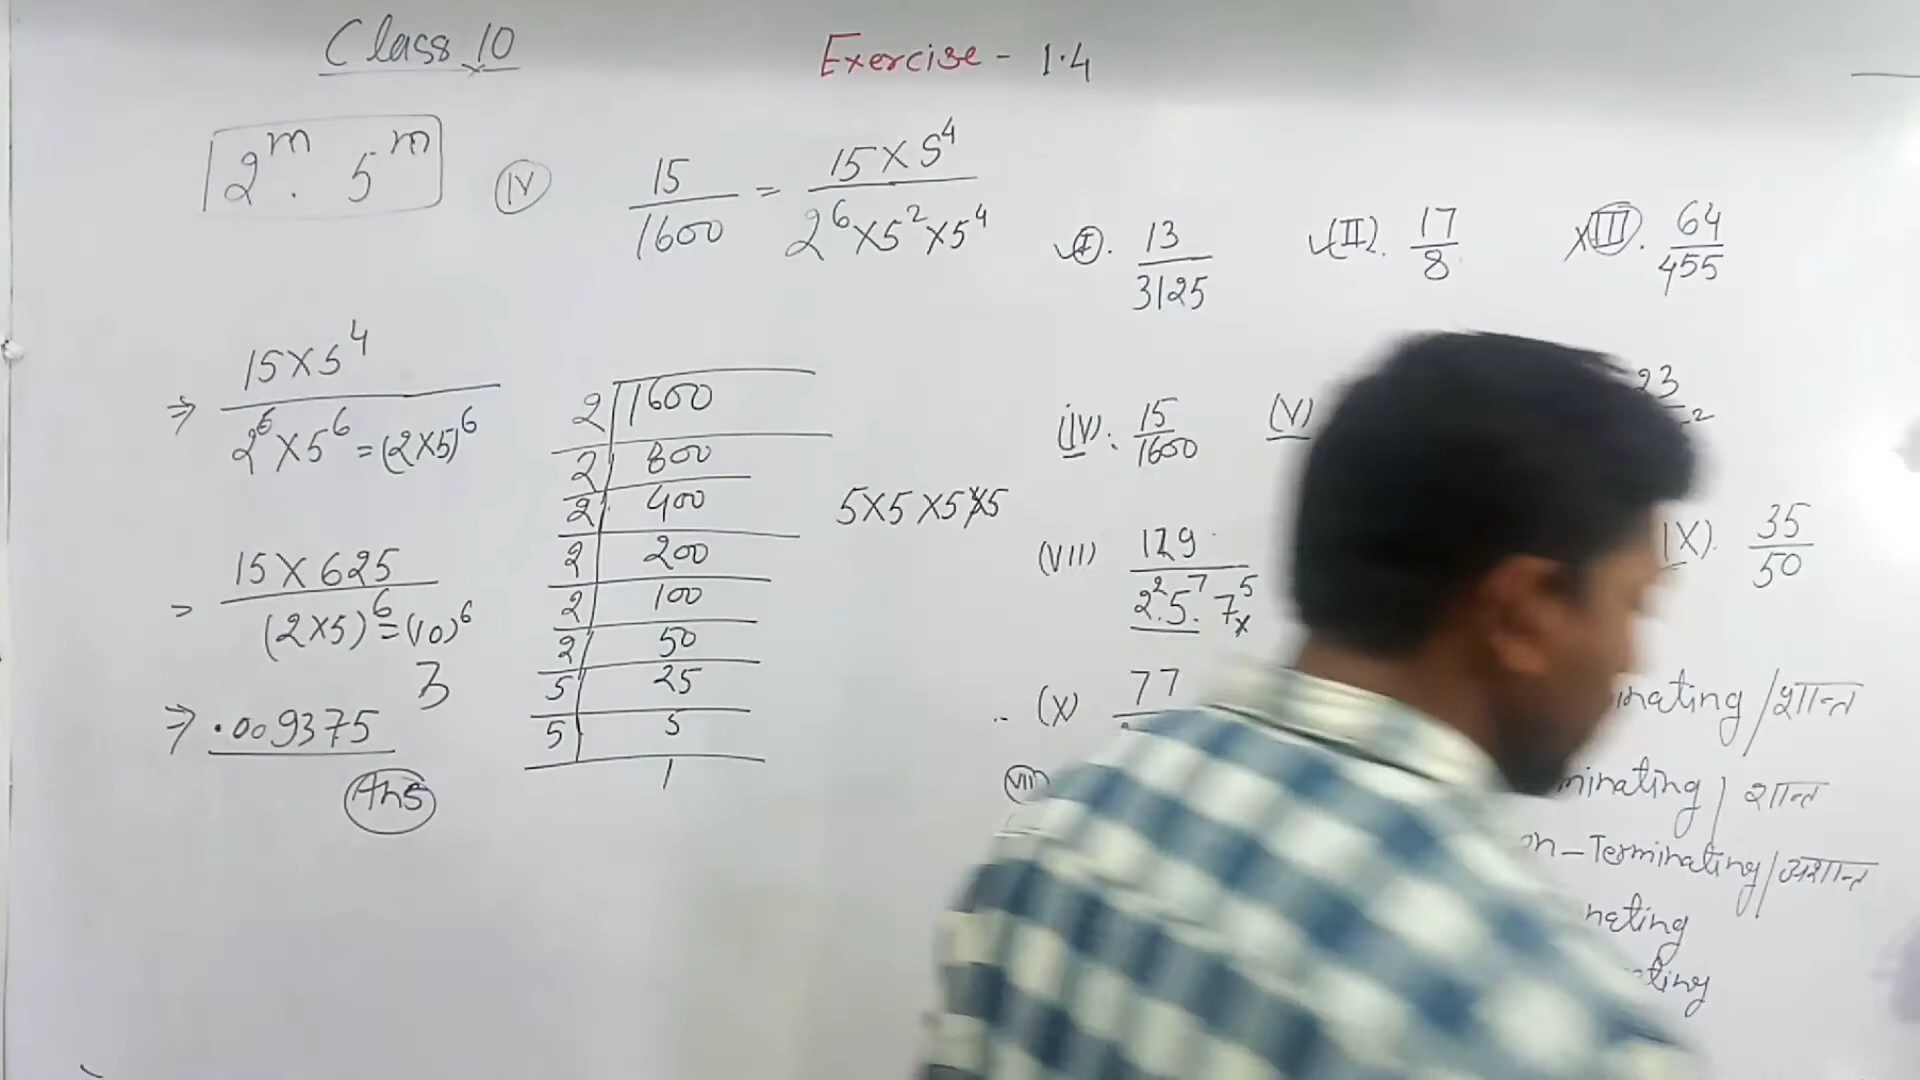 Class 10
Exercise - 1.4
2^m . 5^m
(IV) 15/1600 = 15×5^4 / 2^6×5^2×5^4
(I). 13/3125
(II). 17/8
×(III). 64/455
⇒ 15×5^4 / 2^6×5^6 = (2×5)^6
2 | 1600
2 | 800
2 | 400
2 | 200
2 | 100
2 | 50
5 | 25
5 | 5
1
5×5×5×5
(iv). 15/1600
(V)
23
2
= 15×625 / (2×5)^6 = (10)^6
3
⇒ .009375
Ans
(VII) 129 / 2^2.5^7.7^5 ×
IX). 35/50
(X) 77
inating / शान्त
(VII)
minating / शान्त
on-Terminating / अशान्त
nating
ting